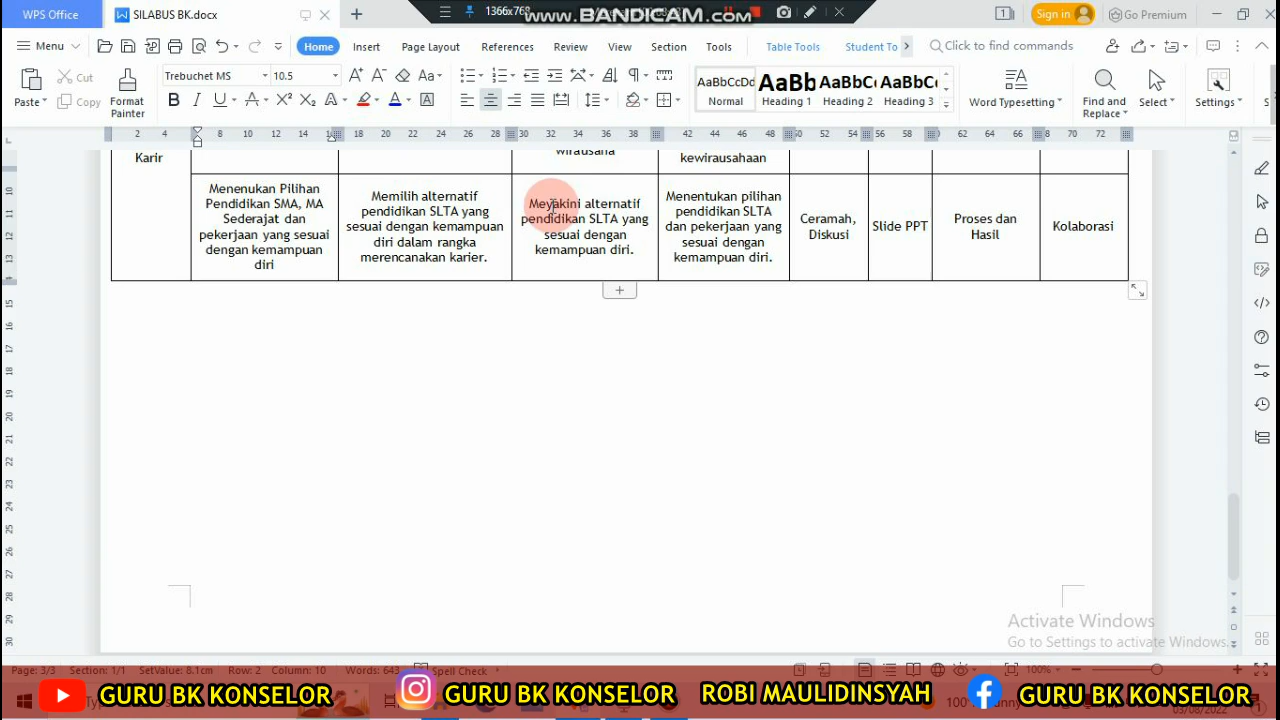 WPS Office
SILABUS BK.docx
1366x768
www.BANDICAM.com
Sign in
Go Premium
Menu
Home
Insert
Page Layout
References
Review
View
Section
Tools
Table Tools
Student To
Click to find commands
Paste
Cut
Copy
Format
Painter
Trebuchet MS
10.5
AaBbCcDd
Normal
AaBb
Heading 1
AaBb(
Heading 2
AaBbC
Heading 3
Word Typesetting
Find and
Replace
Select
Settings
Karir
wirausaha
kewirausahaan
Menenukan Pilihan
Pendidikan SMA, MA
Sederajat dan
pekerjaan yang sesuai
dengan kemampuan
diri
Memilih alternatif
pendidikan SLTA yang
sesuai dengan kemampuan
diri dalam rangka
merencanakan karier.
Meyakini alternatif
pendidikan SLTA yang
sesuai dengan
kemampuan diri.
Menentukan pilihan
pendidikan SLTA
dan pekerjaan yang
sesuai dengan
kemampuan diri.
Ceramah,
Diskusi
Slide PPT
Proses dan
Hasil
Kolaborasi
Activate Windows
Go to Settings to activate Windows.
Page: 3/3 Section: 1/1 SetValue: 8.1cm Row: 2 Column: 10 Words: 643 Spell Check 100%
GURU BK KONSELOR
GURU BK KONSELOR
ROBI MAULIDINSYAH
GURU BK KONSELOR
03/08/2022